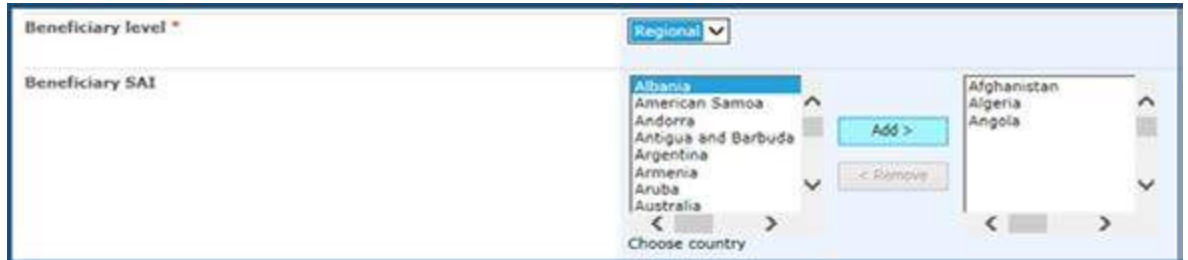 Beneficiary level *
Regional
Beneficiary SAI
Albania
American Samoa
Andorra
Antigua and Barbuda
Argentina
Armenia
Aruba
Australia
Add >
< Remove
Afghanistan
Algeria
Angola
Choose country